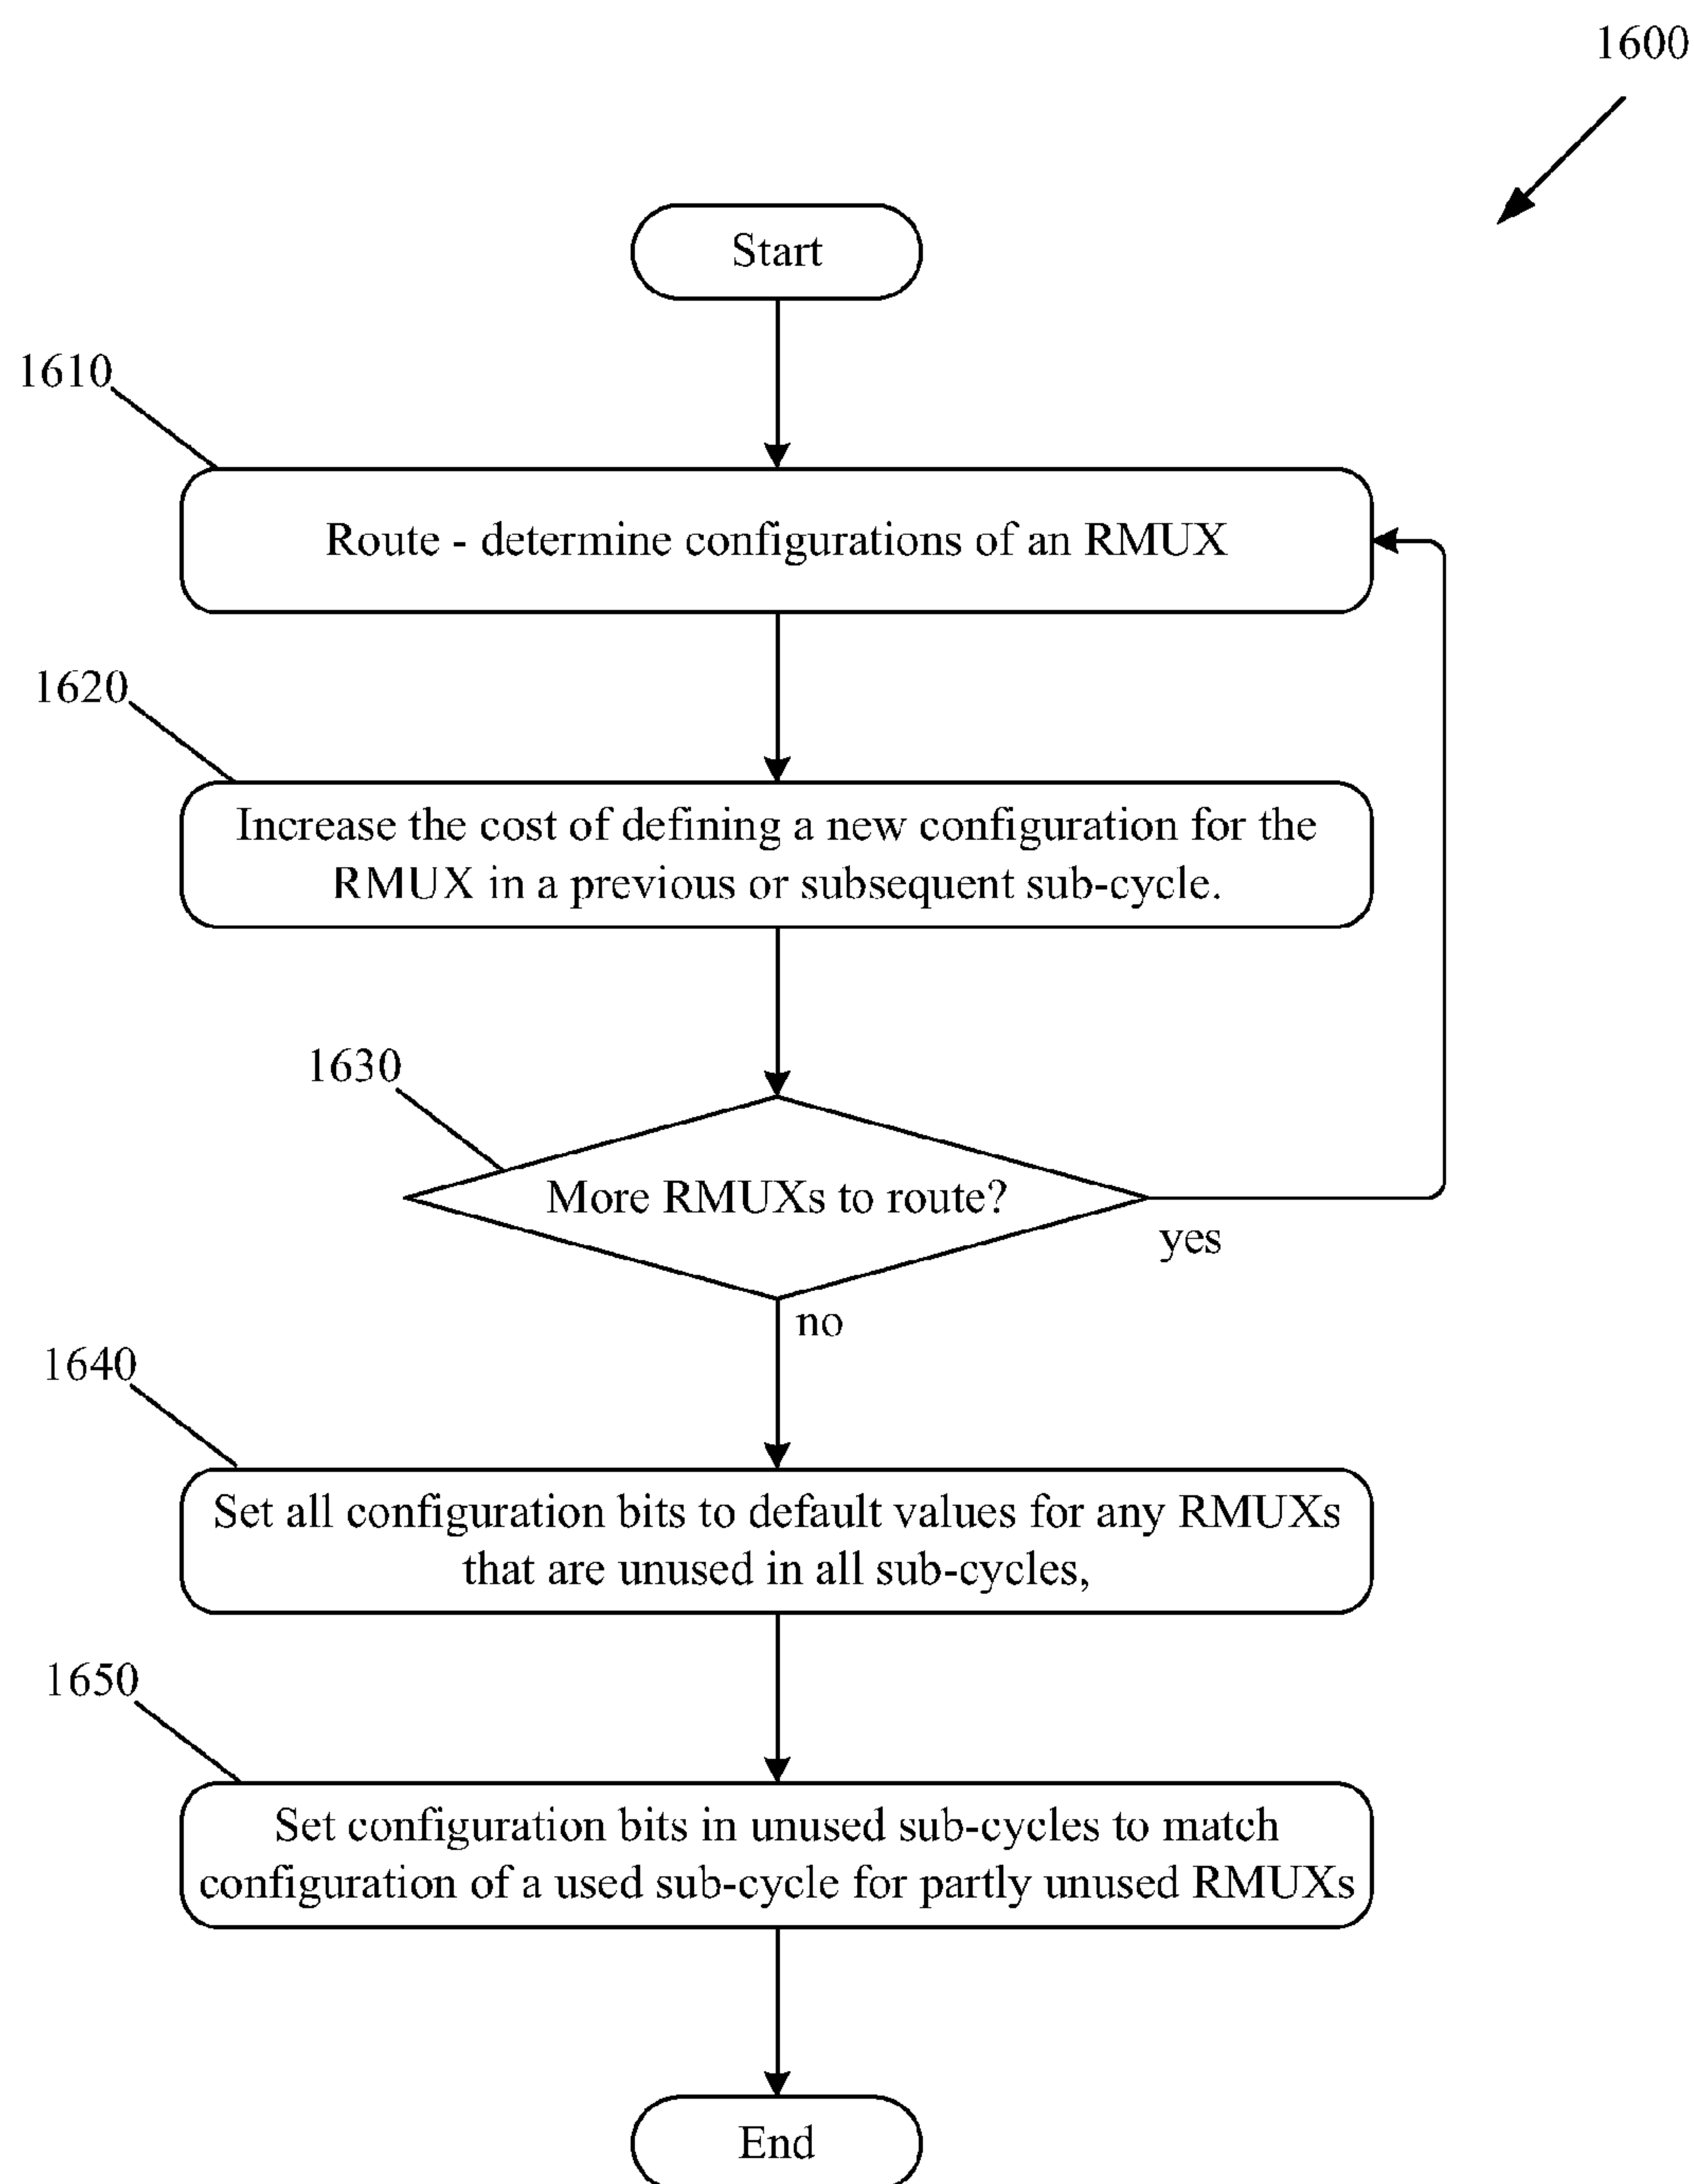 1600
Start
1610
Route - determine configurations of an RMUX
1620
Increase the cost of defining a new configuration for the
RMUX in a previous or subsequent sub-cycle.
1630
More RMUXs to route?
yes
no
1640
Set all configuration bits to default values for any RMUXs
that are unused in all sub-cycles,
1650
Set configuration bits in unused sub-cycles to match
configuration of a used sub-cycle for partly unused RMUXs
End